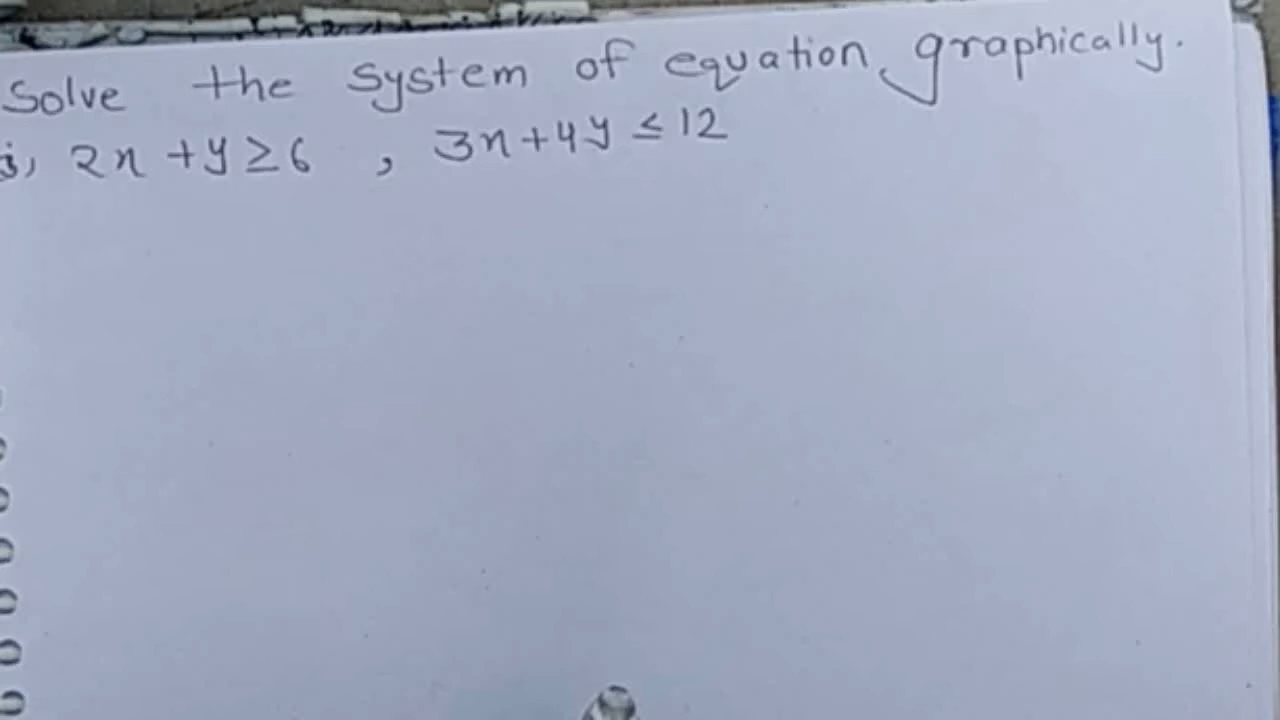 Solve the system of equation graphically.
i, 2x + y ≥ 6 , 3x + 4y ≤ 12